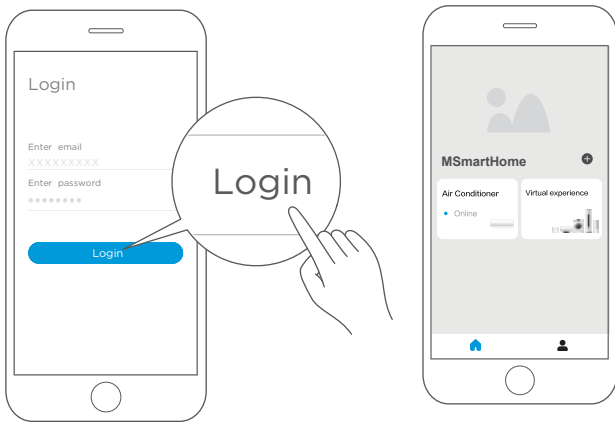 Login
Enter email
XXXXXXXXX
Enter password
Login
Login
MSmartHome
Air Conditioner
Online
Virtual experience